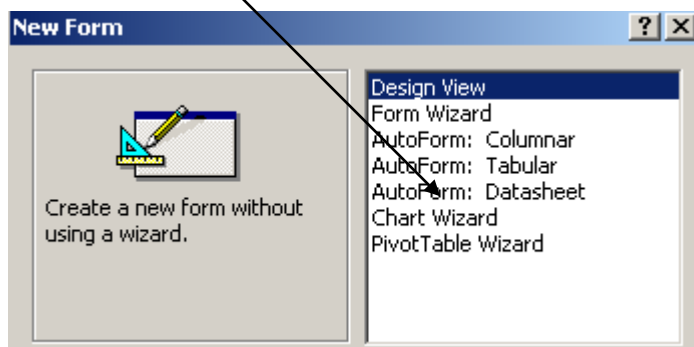 New Form
Create a new form without
using a wizard.
Design View
Form Wizard
AutoForm: Columnar
AutoForm: Tabular
AutoForm: Datasheet
Chart Wizard
PivotTable Wizard